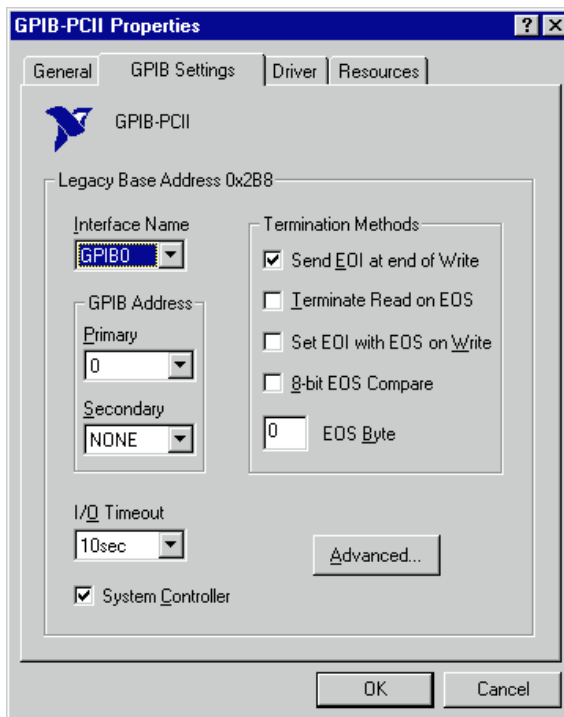 GPIB-PCII Properties
General GPIB Settings Driver Resources
GPIB-PCII
Legacy Base Address 0x2B8
Interface Name
GPIB0
GPIB Address
Primary
0
Secondary
NONE
I/O Timeout
10sec
System Controller
Termination Methods
Send EOI at end of Write
Terminate Read on EOS
Set EOI with EOS on Write
8-bit EOS Compare
0 EOS Byte
Advanced...
OK Cancel